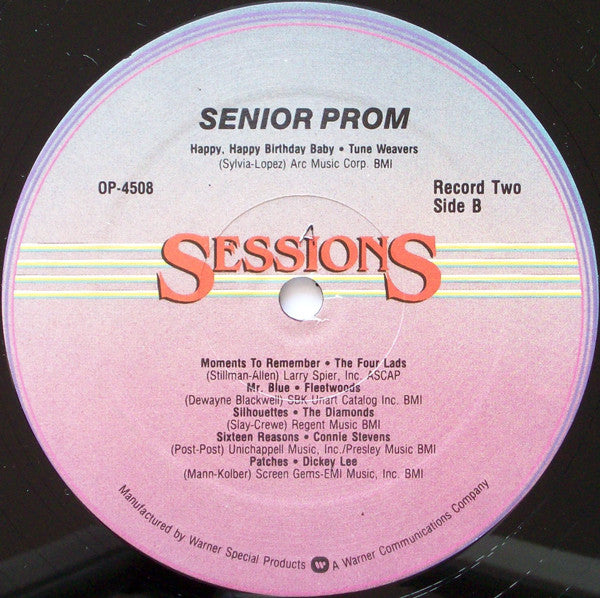 SENIOR PROM
Happy, Happy Birthday Baby • Tune Weavers
(Sylvia-Lopez) Arc Music Corp. BMI
OP-4508
Record Two
Side B
SESSIONS
Moments To Remember • The Four Lads
(Stillman-Allen) Larry Spier, Inc. ASCAP
Mr. Blue • Fleetwoods
(Dewayne Blackwell) SBK Unart Catalog Inc. BMI
Silhouettes • The Diamonds
(Slay-Crewe) Regent Music BMI
Sixteen Reasons • Connie Stevens
(Post-Post) Unichappell Music, Inc./Presley Music BMI
Patches • Dickey Lee
(Mann-Kolber) Screen Gems-EMI Music, Inc. BMI
Manufactured by Warner Special Products W A Warner Communications Company